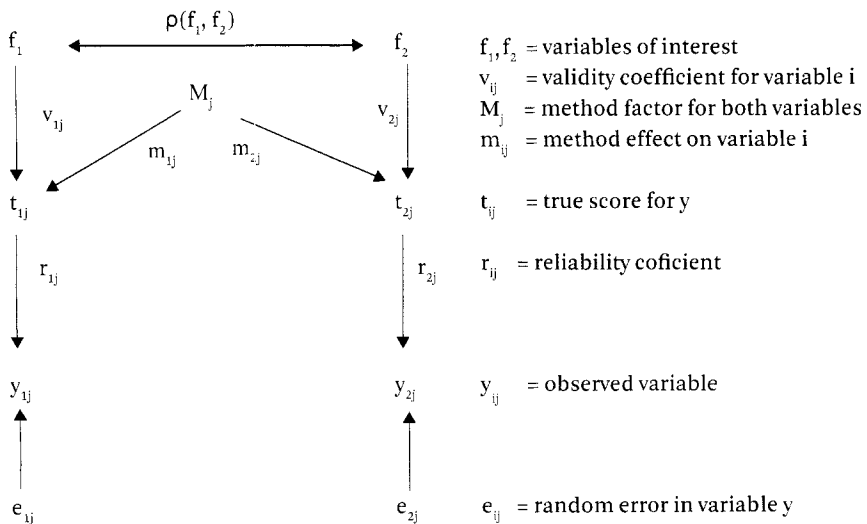 ρ(f₁, f₂)
f₁
f₂
f₁, f₂ = variables of interest
vᵢⱼ = validity coefficient for variable i
Mⱼ
Mⱼ = method factor for both variables
v₁ⱼ
v₂ⱼ
mᵢⱼ = method effect on variable i
m₁ⱼ
m₂ⱼ
t₁ⱼ
t₂ⱼ
tᵢⱼ = true score for y
r₁ⱼ
r₂ⱼ
rᵢⱼ = reliability coficient
y₁ⱼ
y₂ⱼ
yᵢⱼ = observed variable
e₁ⱼ
e₂ⱼ
eᵢⱼ = random error in variable y